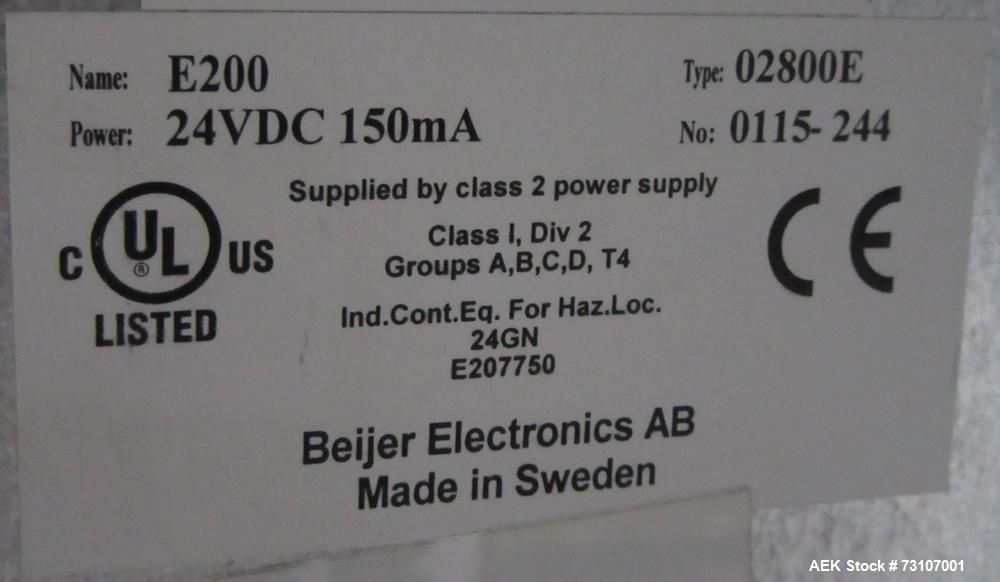 Name: E200 Type: 02800E
Power: 24VDC 150mA No: 0115-244
Supplied by class 2 power supply
Class I, Div 2
Groups A,B,C,D, T4
C UL ® US
LISTED
CE
Ind.Cont.Eq. For Haz.Loc.
24GN
E207750
Beijer Electronics AB
Made in Sweden
AEK Stock # 73107001